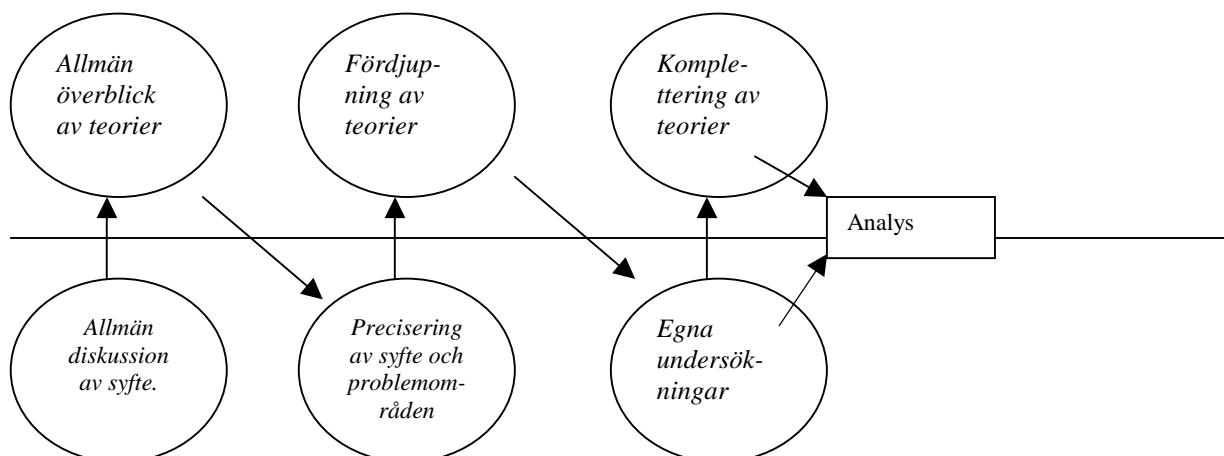 Allmän
överblick
av teorier
Fördjup-
ning av
teorier
Komple-
ttering av
teorier
Analys
Allmän
diskussion
av syfte.
Precisering
av syfte och
problemom-
råden
Egna
undersök-
ningar